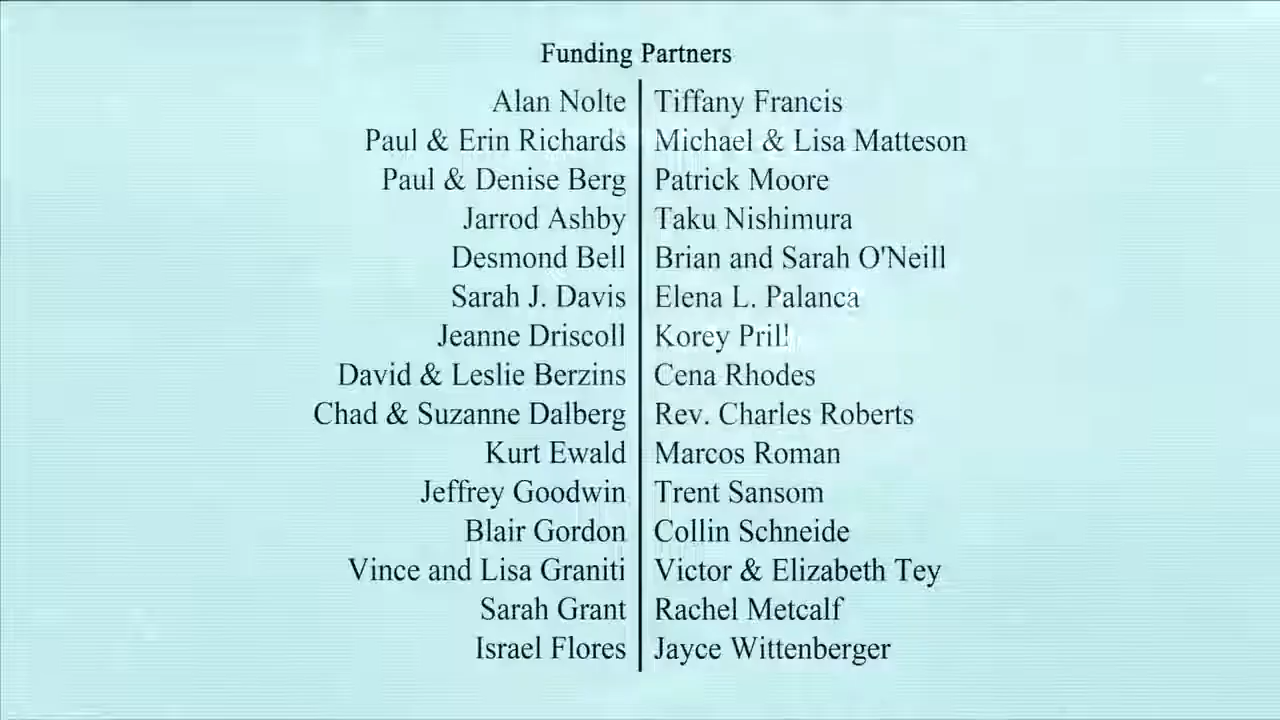 Funding Partners
Alan Nolte
Paul & Erin Richards
Paul & Denise Berg
Jarrod Ashby
Desmond Bell
Sarah J. Davis
Jeanne Driscoll
David & Leslie Berzins
Chad & Suzanne Dalberg
Kurt Ewald
Jeffrey Goodwin
Blair Gordon
Vince and Lisa Graniti
Sarah Grant
Israel Flores
Tiffany Francis
Michael & Lisa Matteson
Patrick Moore
Taku Nishimura
Brian and Sarah O'Neill
Elena L. Palanca
Korey Prill
Cena Rhodes
Rev. Charles Roberts
Marcos Roman
Trent Sansom
Collin Schneide
Victor & Elizabeth Tey
Rachel Metcalf
Jayce Wittenberger